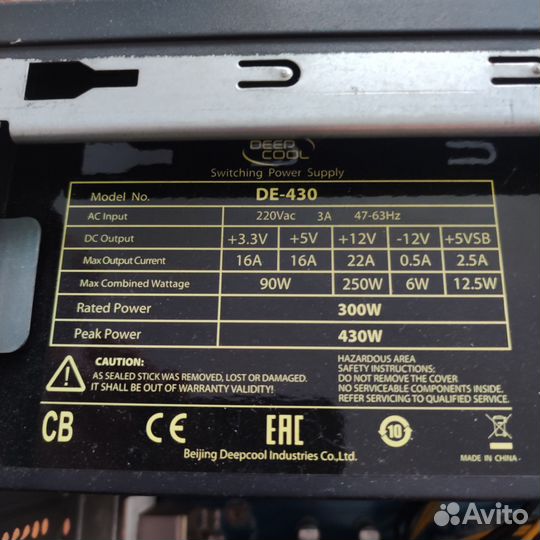 DEEP
COOL
Switching Power Supply
Model No. DE-430
AC Input 220Vac 3A 47-63Hz
DC Output +3.3V +5V +12V -12V +5VSB
Max Output Current 16A 16A 22A 0.5A 2.5A
Max Combined Wattage 90W 250W 6W 12.5W
Rated Power 300W
Peak Power 430W
CAUTION:
AS SEALED STICK WAS REMOVED, LOST OR DAMAGED.
IT SHALL BE OUT OF WARRANTY VALIDITY!
HAZARDOUS AREA
SAFETY INSTRUCTIONS:
DO NOT REMOVE THE COVER.
NO SERVICEABLE COMPONENTS INSIDE.
REFER SERVICING TO QUALIFIED SERVICE.
CB CE EAC 10
Beijing Deepcool Industries Co.,Ltd.
MADE IN CHINA
Avito